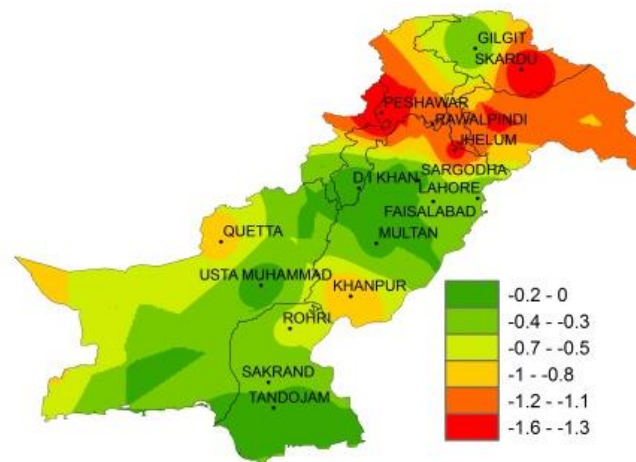 GILGIT
SKARDU
PESHAWAR
RAWALPINDI
JHELUM
SARGODHA
D I KHAN
LAHORE
FAISALABAD
MULTAN
QUETTA
USTA MUHAMMAD
KHANPUR
ROHRI
SAKRAND
TANDOJAM
-0.2 - 0
-0.4 - -0.3
-0.7 - -0.5
-1 - -0.8
-1.2 - -1.1
-1.6 - -1.3